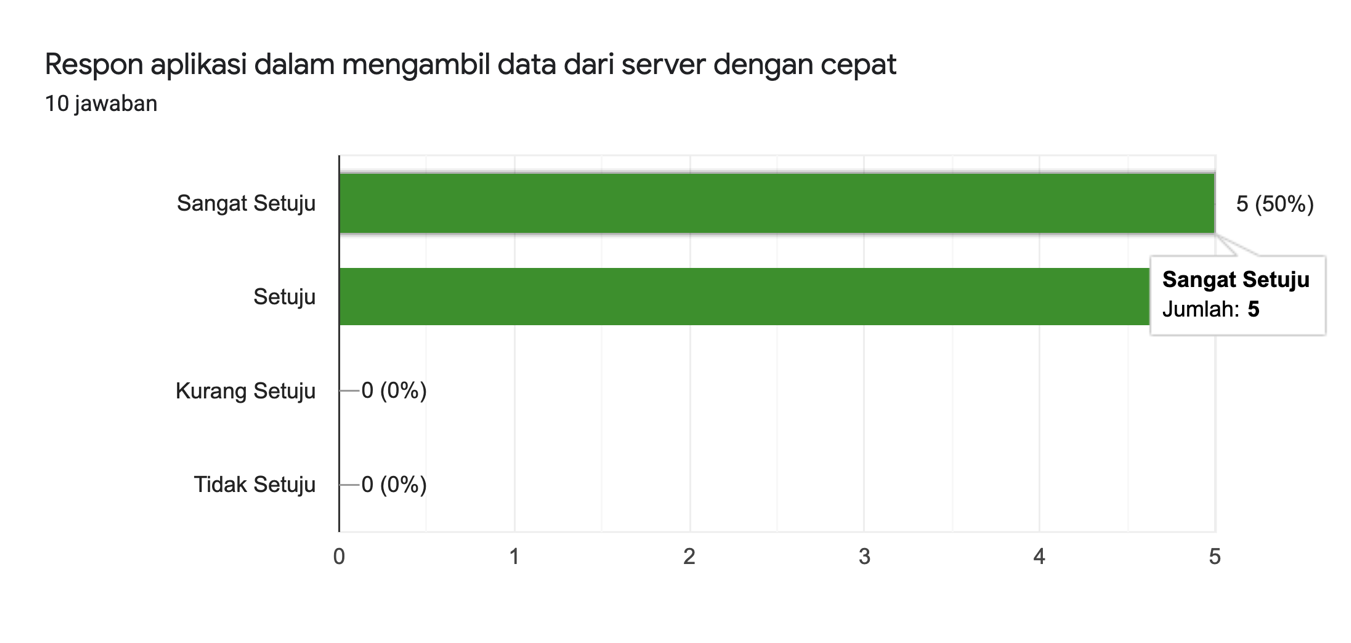 Respon aplikasi dalam mengambil data dari server dengan cepat
10 jawaban
Sangat Setuju
5 (50%)
Sangat Setuju
Jumlah: 5
Setuju
Kurang Setuju
0 (0%)
Tidak Setuju
0 (0%)
0 1 2 3 4 5